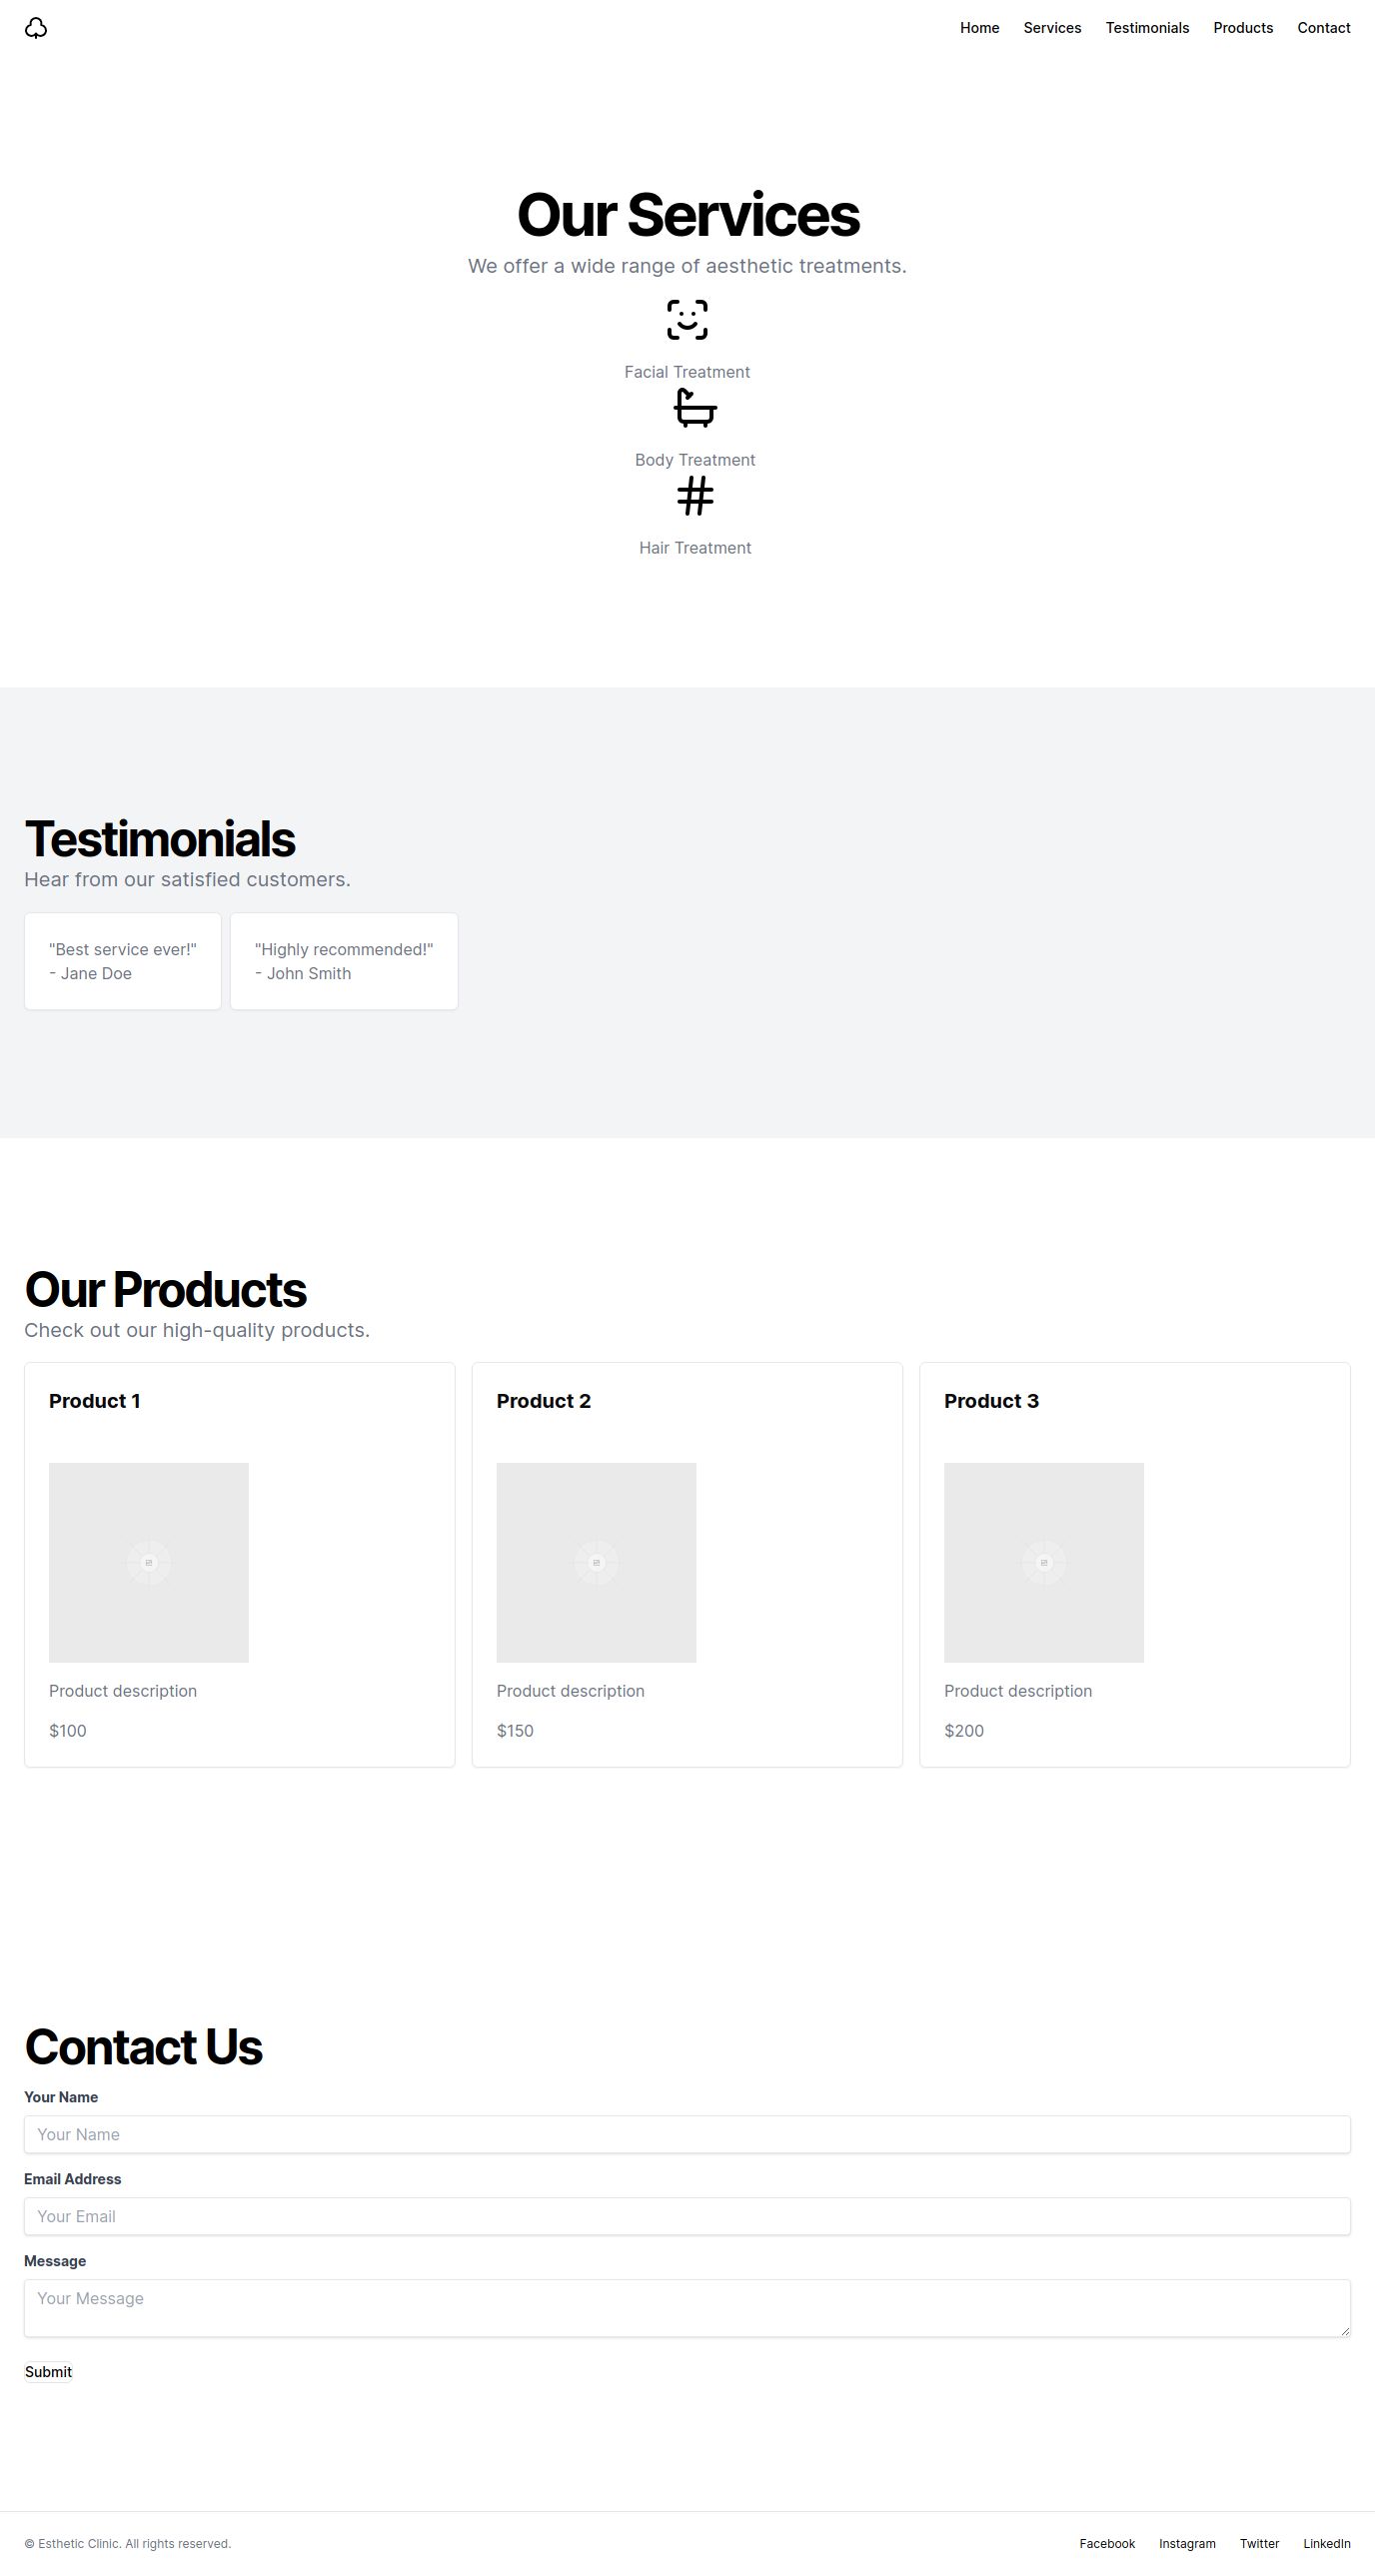 Home Services Testimonials Products Contact
Our Services
We offer a wide range of aesthetic treatments.
Facial Treatment
Body Treatment
Hair Treatment
Testimonials
Hear from our satisfied customers.
"Best service ever!"
- Jane Doe
"Highly recommended!"
- John Smith
Our Products
Check out our high-quality products.
Product 1
Product description
$100
Product 2
Product description
$150
Product 3
Product description
$200
Contact Us
Your Name
Your Name
Email Address
Your Email
Message
Your Message
Submit
© Esthetic Clinic. All rights reserved.
Facebook Instagram Twitter LinkedIn